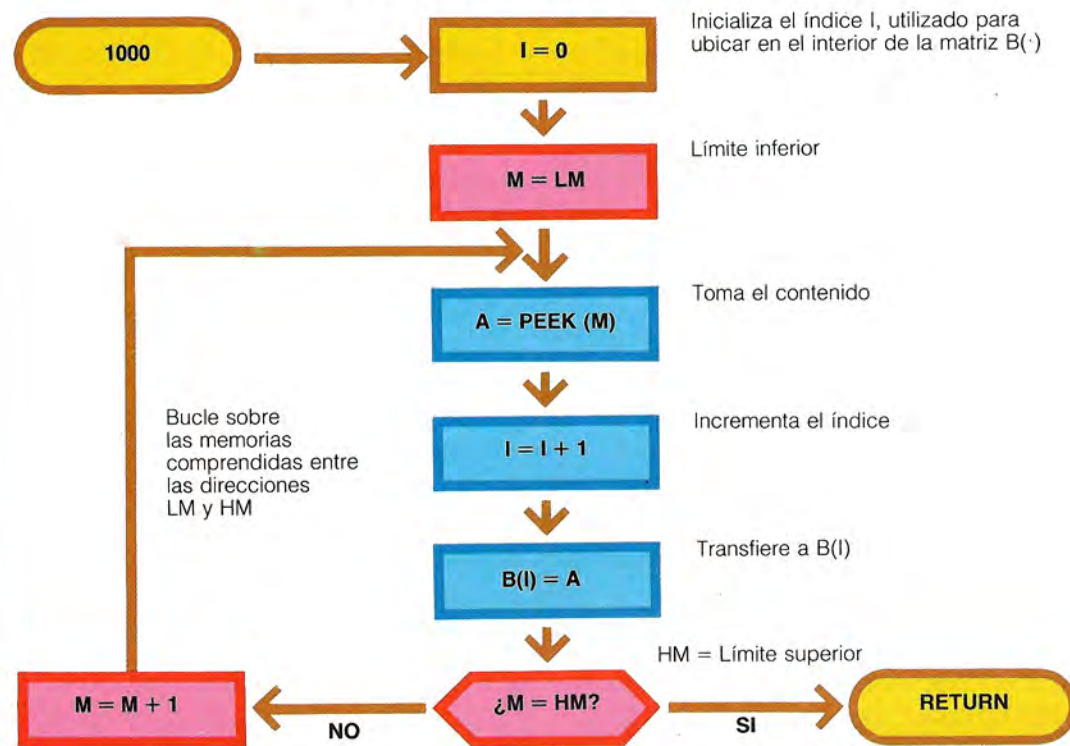 1000
I = 0
Inicializa el índice I, utilizado para
ubicar en el interior de la matriz B(·)
M = LM
Límite inferior
A = PEEK (M)
Toma el contenido
I = I + 1
Incrementa el índice
Bucle sobre
las memorias
comprendidas entre
las direcciones
LM y HM
B(I) = A
Transfiere a B(I)
HM = Límite superior
M = M + 1
NO
¿M = HM?
SI
RETURN